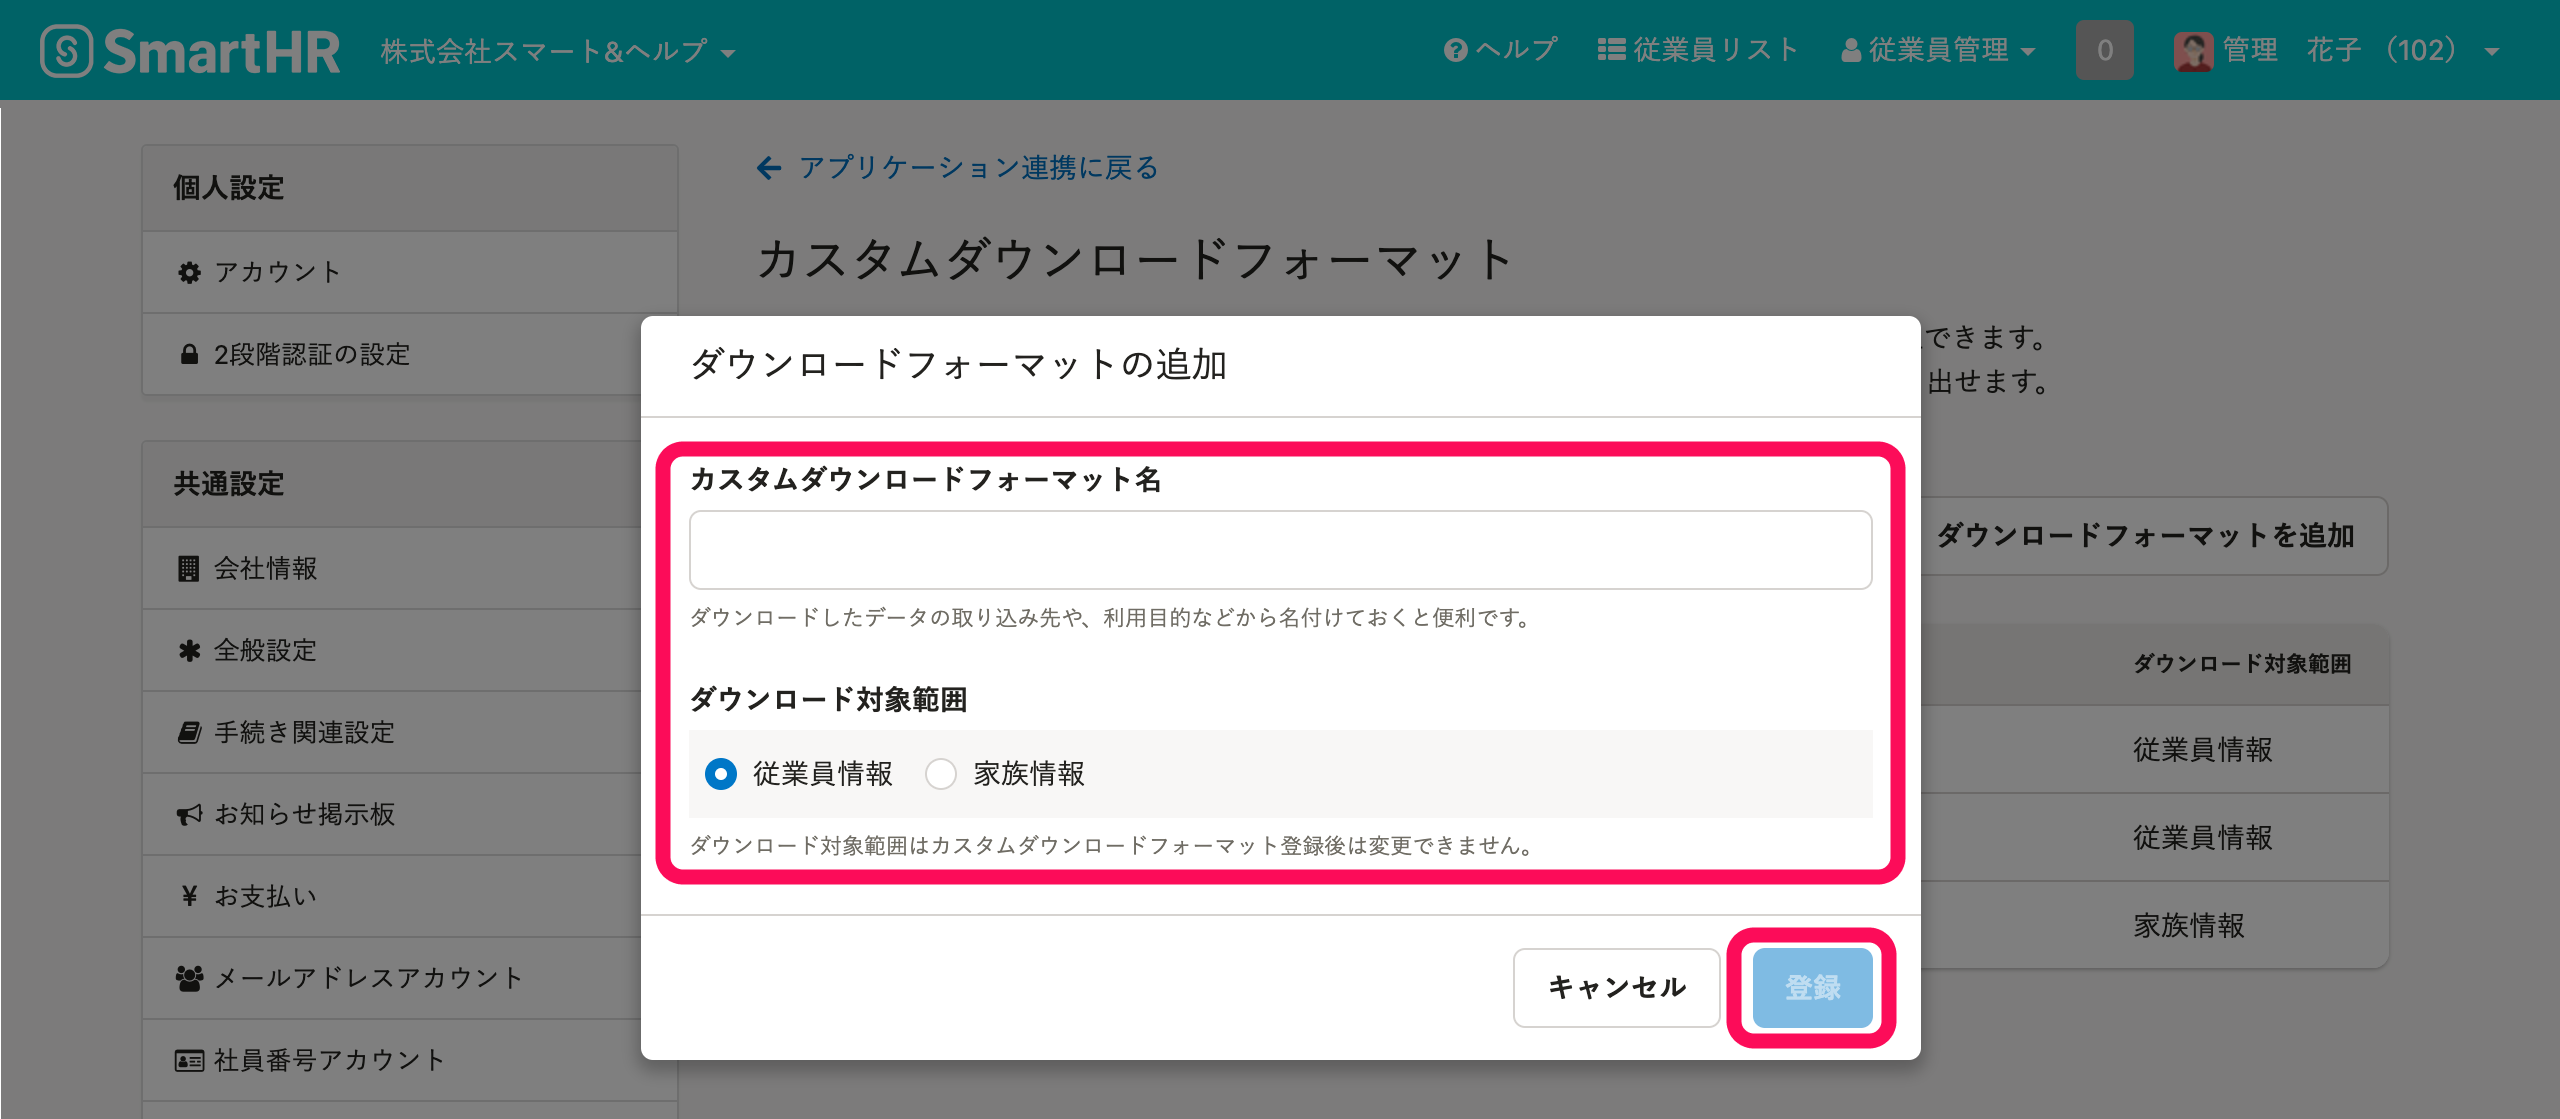 SmartHR 株式会社スマート&ヘルプ ヘルプ 従業員リスト 従業員管理 0 管理 花子 （102）
個人設定
アカウント
2段階認証の設定
共通設定
会社情報
全般設定
手続き関連設定
お知らせ掲示板
¥ お支払い
メールアドレスアカウント
社員番号アカウント
アプリケーション連携に戻る
カスタムダウンロードフォーマット
できます。
出せます。
ダウンロードフォーマットを追加
ダウンロード対象範囲
従業員情報
従業員情報
家族情報
ダウンロードフォーマットの追加
カスタムダウンロードフォーマット名
ダウンロードしたデータの取り込み先や、利用目的などから名付けておくと便利です。
ダウンロード対象範囲
従業員情報 家族情報
ダウンロード対象範囲はカスタムダウンロードフォーマット登録後は変更できません。
キャンセル 登録